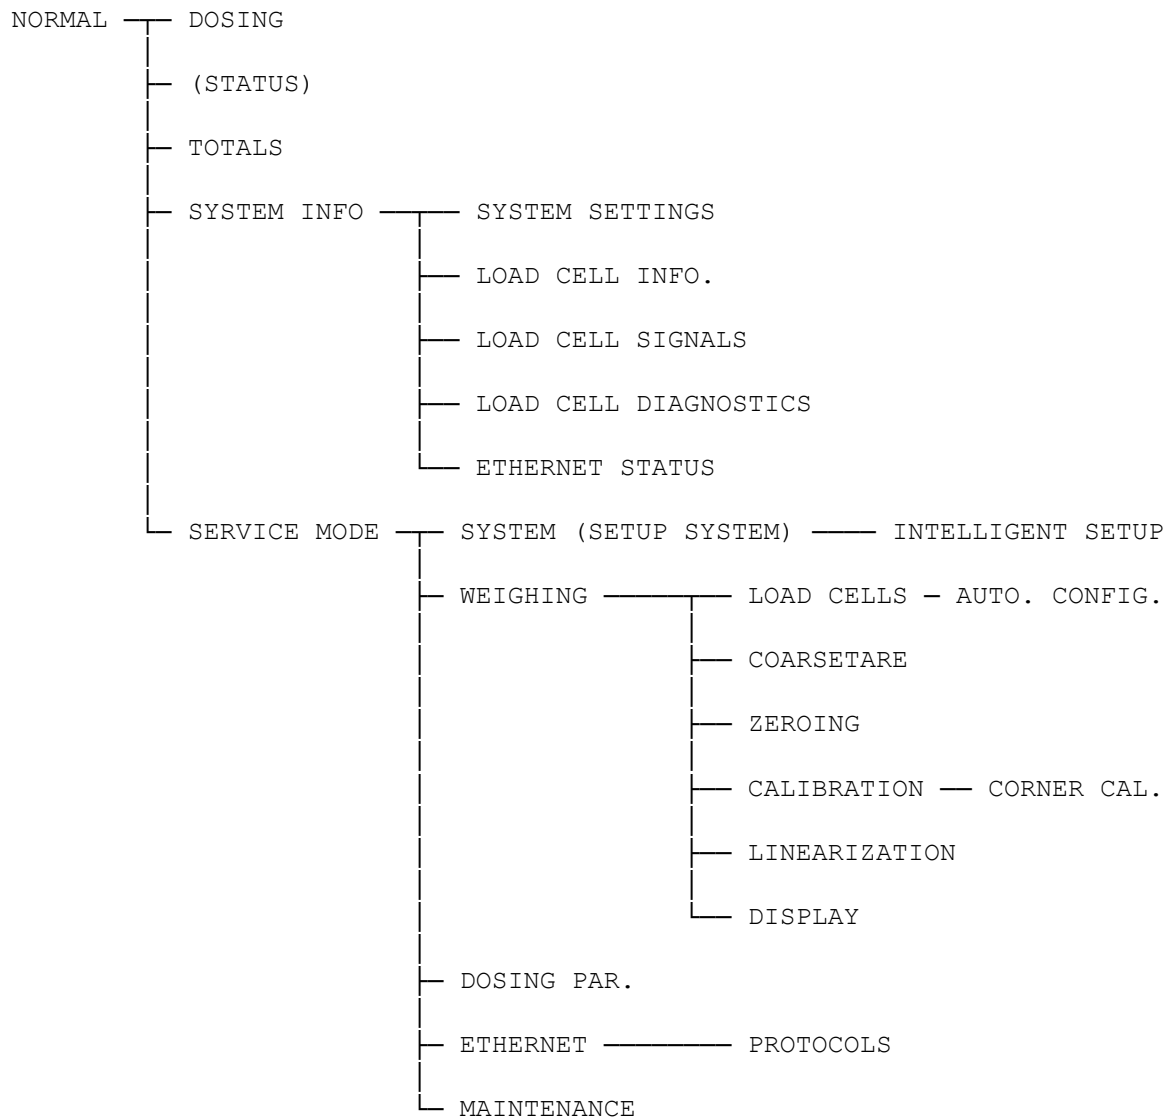 NORMAL DOSING
(STATUS)
TOTALS
SYSTEM INFO SYSTEM SETTINGS
LOAD CELL INFO.
LOAD CELL SIGNALS
LOAD CELL DIAGNOSTICS
ETHERNET STATUS
SERVICE MODE SYSTEM (SETUP SYSTEM) INTELLIGENT SETUP
WEIGHING LOAD CELLS AUTO. CONFIG.
COARSETARE
ZEROING
CALIBRATION CORNER CAL.
LINEARIZATION
DISPLAY
DOSING PAR.
ETHERNET PROTOCOLS
MAINTENANCE